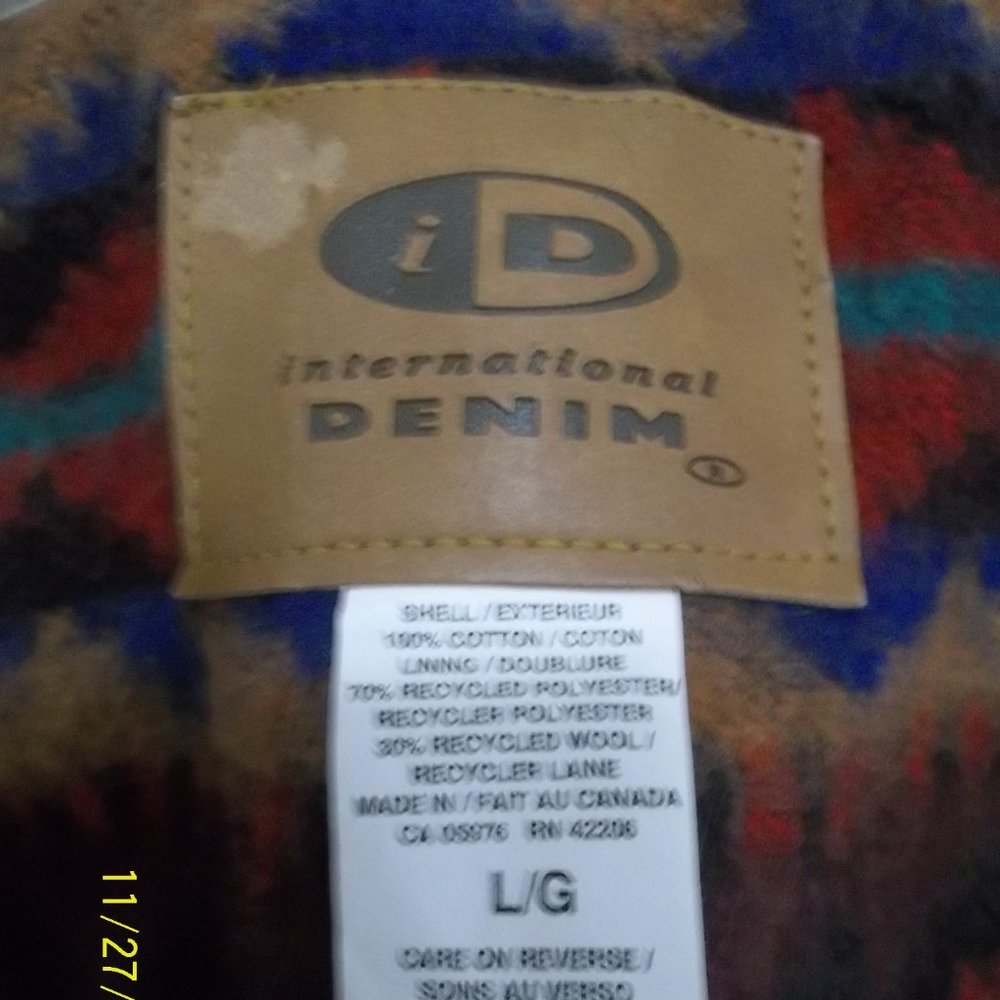 iD
international
DENIM
®
SHELL / EXTERIEUR
100% COTTON / COTON
LINING / DOUBLURE
70% RECYCLED POLYESTER/
RECYCLER POLYESTER
30% RECYCLED WOOL /
RECYCLER LAINE
MADE IN / FAIT AU CANADA
CA 05976 RN 42206
L/G
CARE ON REVERSE /
SOINS AU VERSO
11/27/